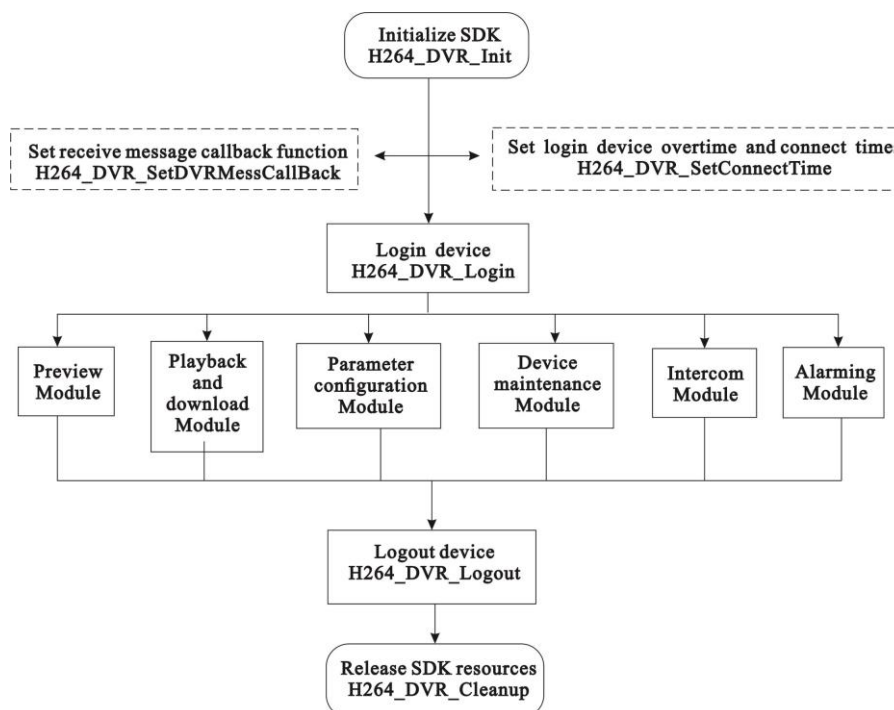 Initialize SDK
H264_DVR_Init
Set receive message callback function
H264_DVR_SetDVRMessCallBack
Set login device overtime and connect time
H264_DVR_SetConnectTime
Login device
H264_DVR_Login
Preview
Module
Playback
and
download
Module
Parameter
configuration
Module
Device
maintenance
Module
Intercom
Module
Alarming
Module
Logout device
H264_DVR_Logout
Release SDK resources
H264_DVR_Cleanup